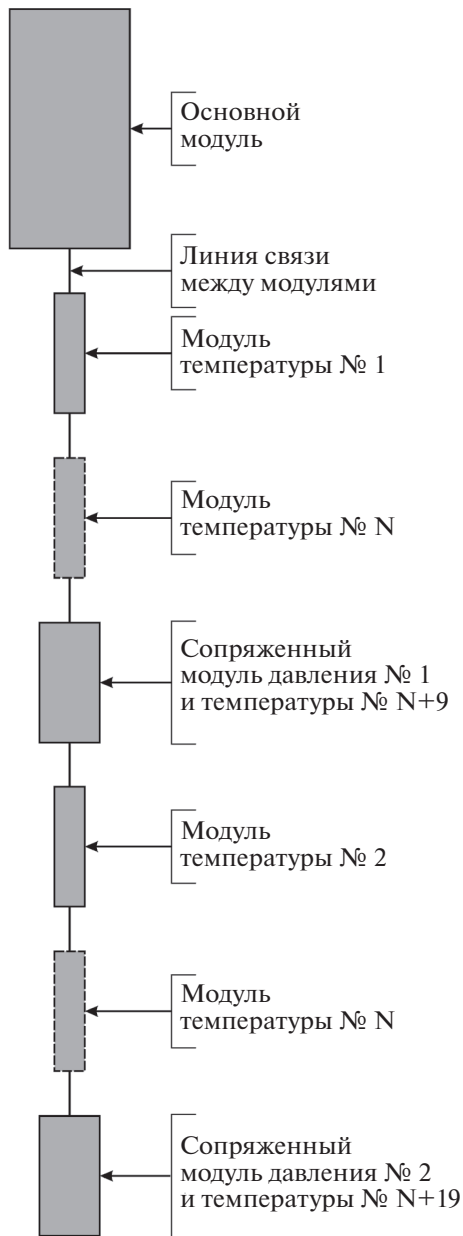 Основной
модуль
Линия связи
между модулями
Модуль
температуры № 1
Модуль
температуры № N
Сопряженный
модуль давления № 1
и температуры № N+9
Модуль
температуры № 2
Модуль
температуры № N
Сопряженный
модуль давления № 2
и температуры № N+19